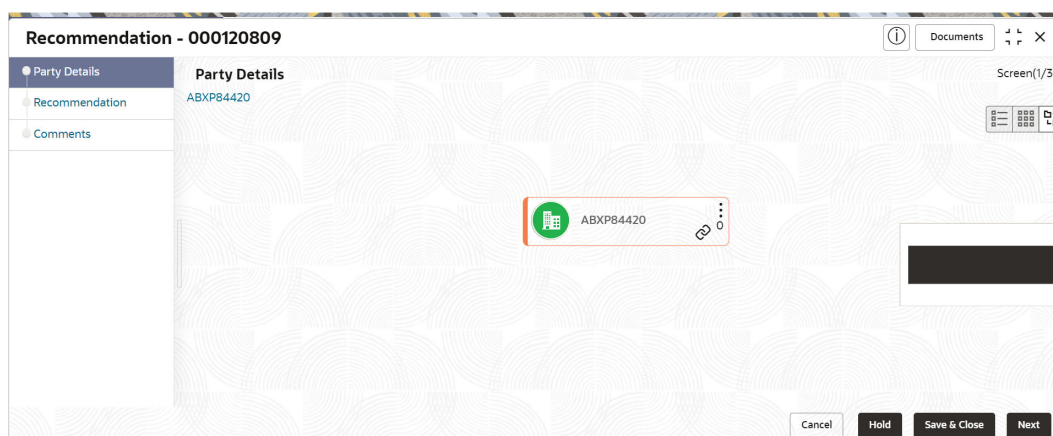 Recommendation - 000120809
Documents
Party Details
Recommendation
Comments
Party Details
Screen(1/3
ABXP84420
ABXP84420
0
Cancel
Hold
Save & Close
Next